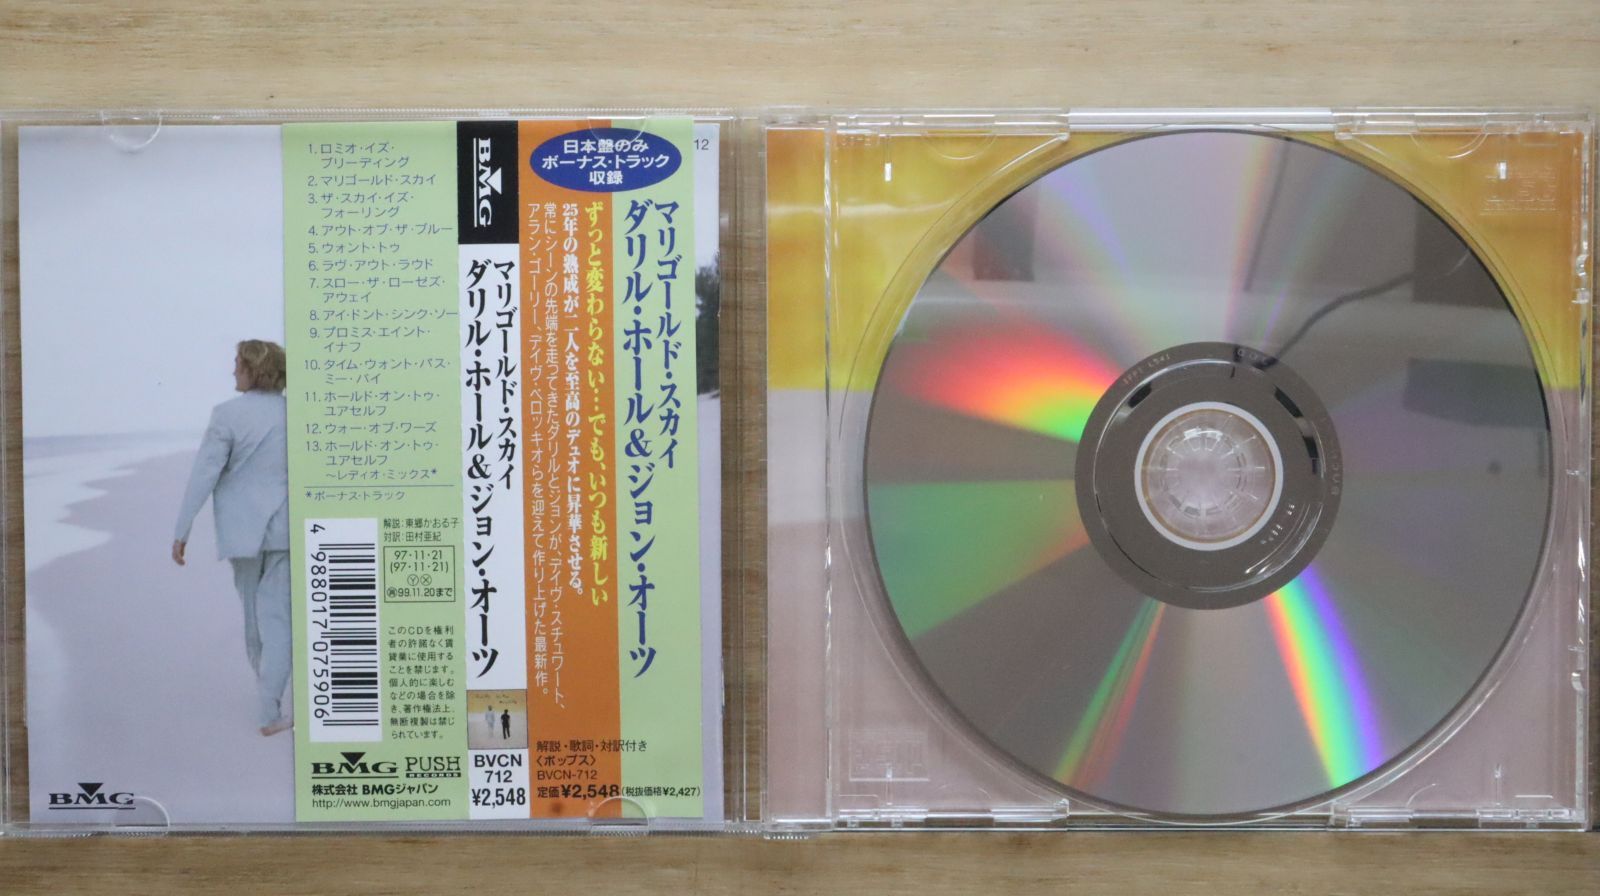 1. ロミオ・イズ・
ブリーディング
2. マリゴールド・スカイ
3. ザ・スカイ・イズ・
フォーリング
4. アウト・オブ・ザ・ブルー
5. ウォント・トゥ
6. ラヴ・アウト・ラウド
7. スロー・ザ・ローゼズ・
アウェイ
8. アイ・ドント・シンク・ソー
9. プロミス・エイント・
イナフ
10. タイム・ウォント・パス・
ミー・バイ
11. ホールド・オン・トゥ・
ユアセルフ
12. ウォー・オブ・ワーズ
13. ホールド・オン・トゥ・
ユアセルフ
〜レディオ・ミックス*
*ボーナス・トラック
解説：東郷かおる子
対訳：田村亜紀
97・11・21
(97・11・21)
Ⓨ Ⓧ
再99.11.20まで
4 988017 075906
このCDを権利
者の許諾なく賃
貸業に使用する
ことを禁じます。
個人的に楽しむ
などの場合を除
き、著作権法上、
無断複製は禁じ
られています。
BMG PUSH
RECORDS
株式会社 BMGジャパン
http://www.bmgjapan.com
BMG
BMG
マリゴールド・スカイ
ダリル・ホール&ジョン・オーツ
BVCN
712
¥2,548
日本盤のみ
ボーナス・トラック
収録
12
マリゴールド・スカイ
ダリル・ホール&ジョン・オーツ
ずっと変わらない…でも、いつも新しい
25年の熟成が二人を至高のデュオに昇華させる。
常にシーンの先端を走ってきたダリルとジョンが、デイヴ・スチュワート、
アラン・ゴーリー、デイヴ・ベロッキオらを迎えて作り上げた最新作。
解説・歌詞・対訳付き
〈ポップス〉
BVCN-712
定価¥2,548(税抜価格¥2,427)